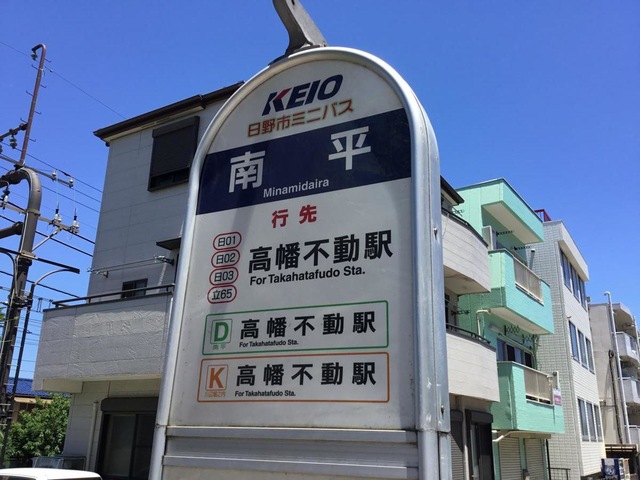 KEIO
日野市ミニバス
南平
Minamidaira
行先
日01
日02
日03
立65
高幡不動駅
For Takahatafudo Sta.
D
高幡不動駅
For Takahatafudo Sta.
K
高幡不動駅
For Takahatafudo Sta.